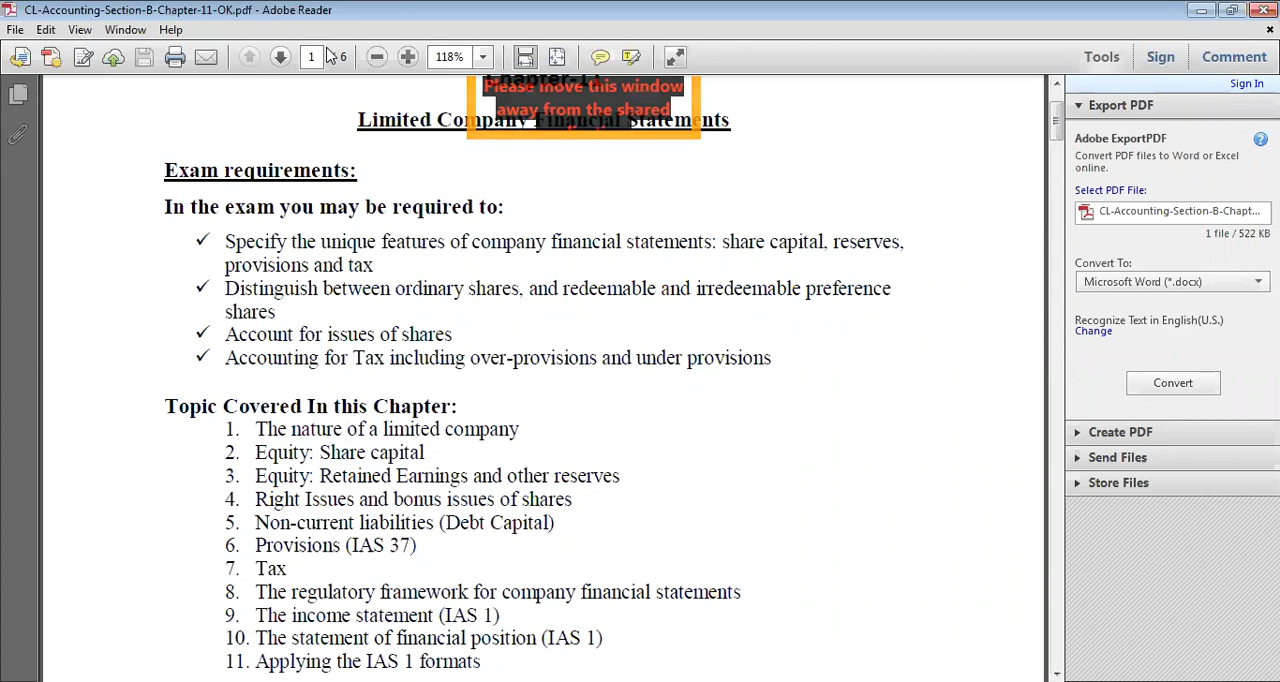 CL-Accounting-Section-B-Chapter-11-OK.pdf - Adobe Reader
File Edit View Window Help
1 / 6 118% Tools Sign Comment
Sign In
Chapter-11
Please move this window
away from the shared
Limited Company Financial Statements
Exam requirements:
In the exam you may be required to:
✓ Specify the unique features of company financial statements: share capital, reserves,
provisions and tax
✓ Distinguish between ordinary shares, and redeemable and irredeemable preference
shares
✓ Account for issues of shares
✓ Accounting for Tax including over-provisions and under provisions
Topic Covered In this Chapter:
1. The nature of a limited company
2. Equity: Share capital
3. Equity: Retained Earnings and other reserves
4. Right Issues and bonus issues of shares
5. Non-current liabilities (Debt Capital)
6. Provisions (IAS 37)
7. Tax
8. The regulatory framework for company financial statements
9. The income statement (IAS 1)
10. The statement of financial position (IAS 1)
11. Applying the IAS 1 formats
Export PDF
Adobe ExportPDF
Convert PDF files to Word or Excel
online.
Select PDF File:
CL-Accounting-Section-B-Chapt...
1 file / 522 KB
Convert To:
Microsoft Word (*.docx)
Recognize Text in English(U.S.)
Change
Convert
Create PDF
Send Files
Store Files